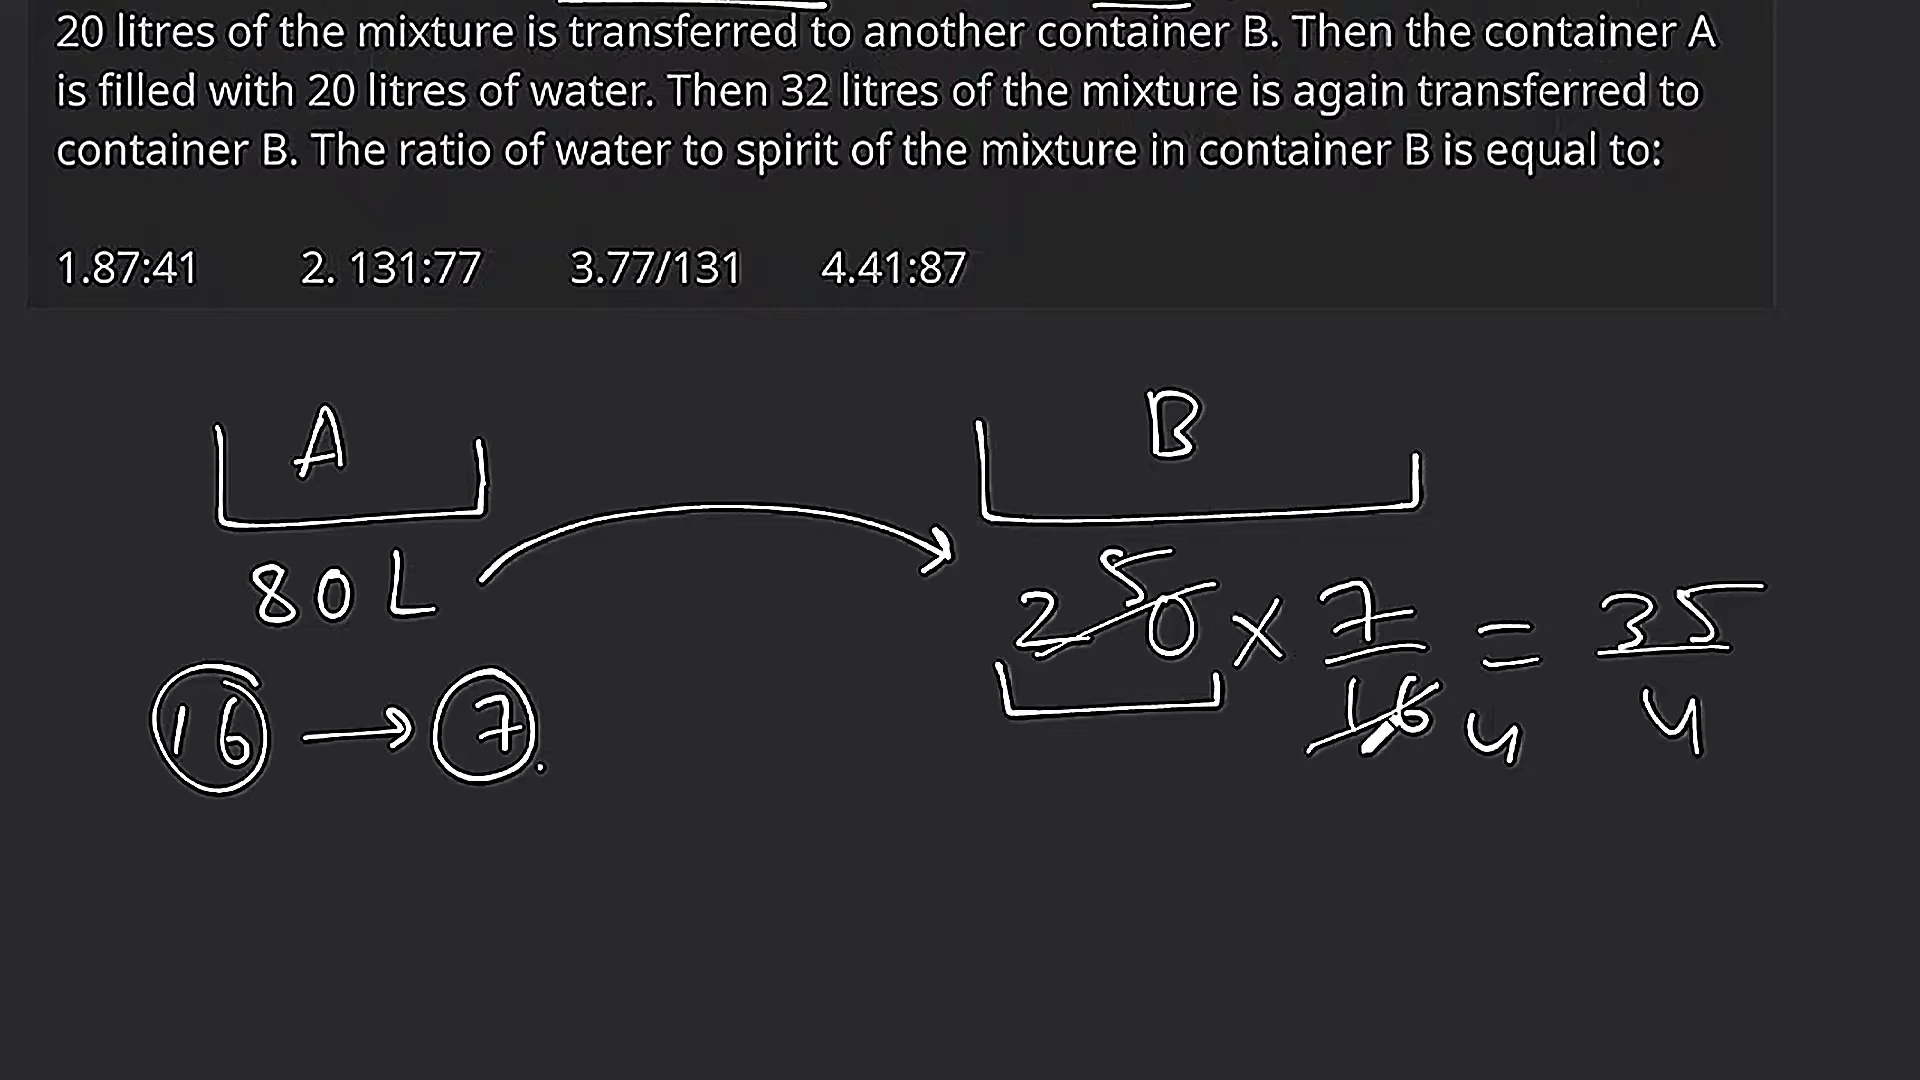 20 litres of the mixture is transferred to another container B. Then the container A
is filled with 20 litres of water. Then 32 litres of the mixture is again transferred to
container B. The ratio of water to spirit of the mixture in container B is equal to:
1.87:41 2. 131:77 3.77/131 4.41:87
A B
80 L 20 5 × 7/16 4 = 35/4
16 → 7.